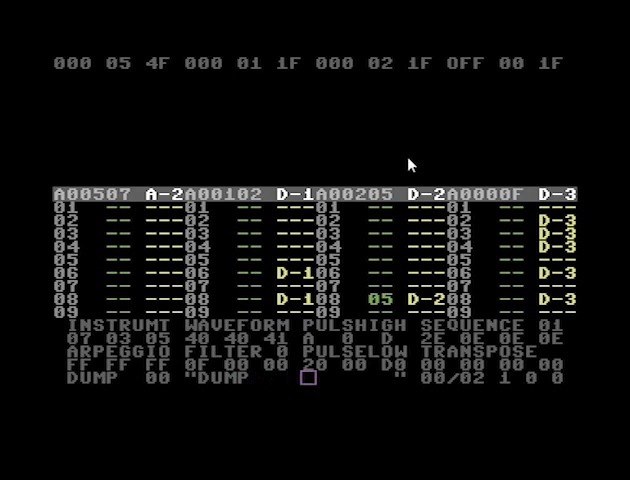 000 05 4F 000 01 1F 000 02 1F OFF 00 1F
A00507 A-2A00102 D-1A00205 D-2A0000F D-3
01 -- ---01 -- ---01 -- ---01 -- ---
02 -- ---02 -- ---02 -- ---02 -- D-3
03 -- ---03 -- ---03 -- ---03 -- D-3
04 -- ---04 -- ---04 -- ---04 -- D-3
05 -- ---05 -- ---05 -- ---05 -- ---
06 -- ---06 -- D-106 -- ---06 -- D-3
07 -- ---07 -- ---07 -- ---07 -- ---
08 -- ---08 -- D-108 05 D-208 -- D-3
09 -- ---09 -- ---09 -- ---09 -- ---
INSTRUMT WAVEFORM PULSHIGH SEQUENCE 01
07 03 05 40 40 41 A 0 D 2E 0E 0E 0E
ARPEGGIO FILTER 0 PULSELOW TRANSPOSE
FF FF FF 0F 00 00 20 00 D0 00 00 00 00
DUMP 00 "DUMP " 00/02 1 0 0